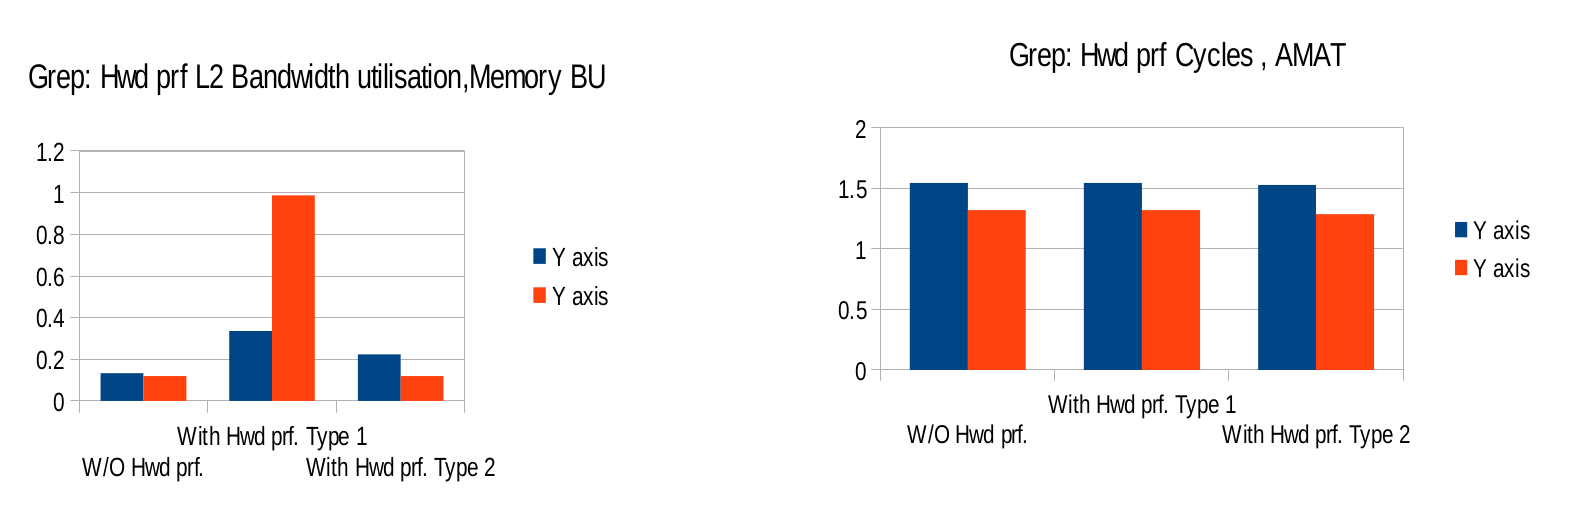 Grep: Hwd prf L2 Bandwidth utilisation,Memory BU
1.2
1
0.8
0.6
0.4
0.2
0
With Hwd prf. Type 1
W/O Hwd prf.
With Hwd prf. Type 2
Y axis
Y axis
Grep: Hwd prf Cycles , AMAT
2
1.5
1
0.5
0
With Hwd prf. Type 1
W/O Hwd prf.
With Hwd prf. Type 2
Y axis
Y axis